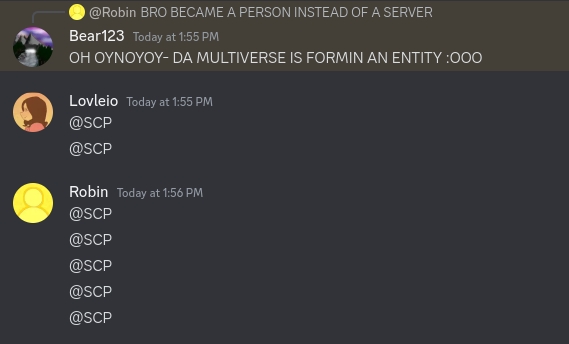 @Robin BRO BECAME A PERSON INSTEAD OF A SERVER
Bear123 Today at 1:55 PM
OH OYNOYOY- DA MULTIVERSE IS FORMIN AN ENTITY :OOO
Lovleio Today at 1:55 PM
@SCP
@SCP
Robin Today at 1:56 PM
@SCP
@SCP
@SCP
@SCP
@SCP